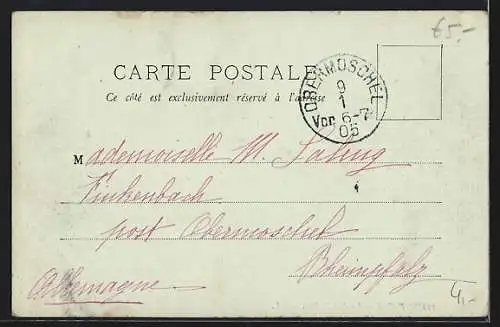 65.-
CARTE POSTALE
Ce côté est exclusivement réservé à l'adresse
OBERMOSCHEL
9
1
Vor 6-7
05
Mademoiselle M. Saling
Finkenbach
post Obermoschel
Rheinpfalz
Allemagne
4,-